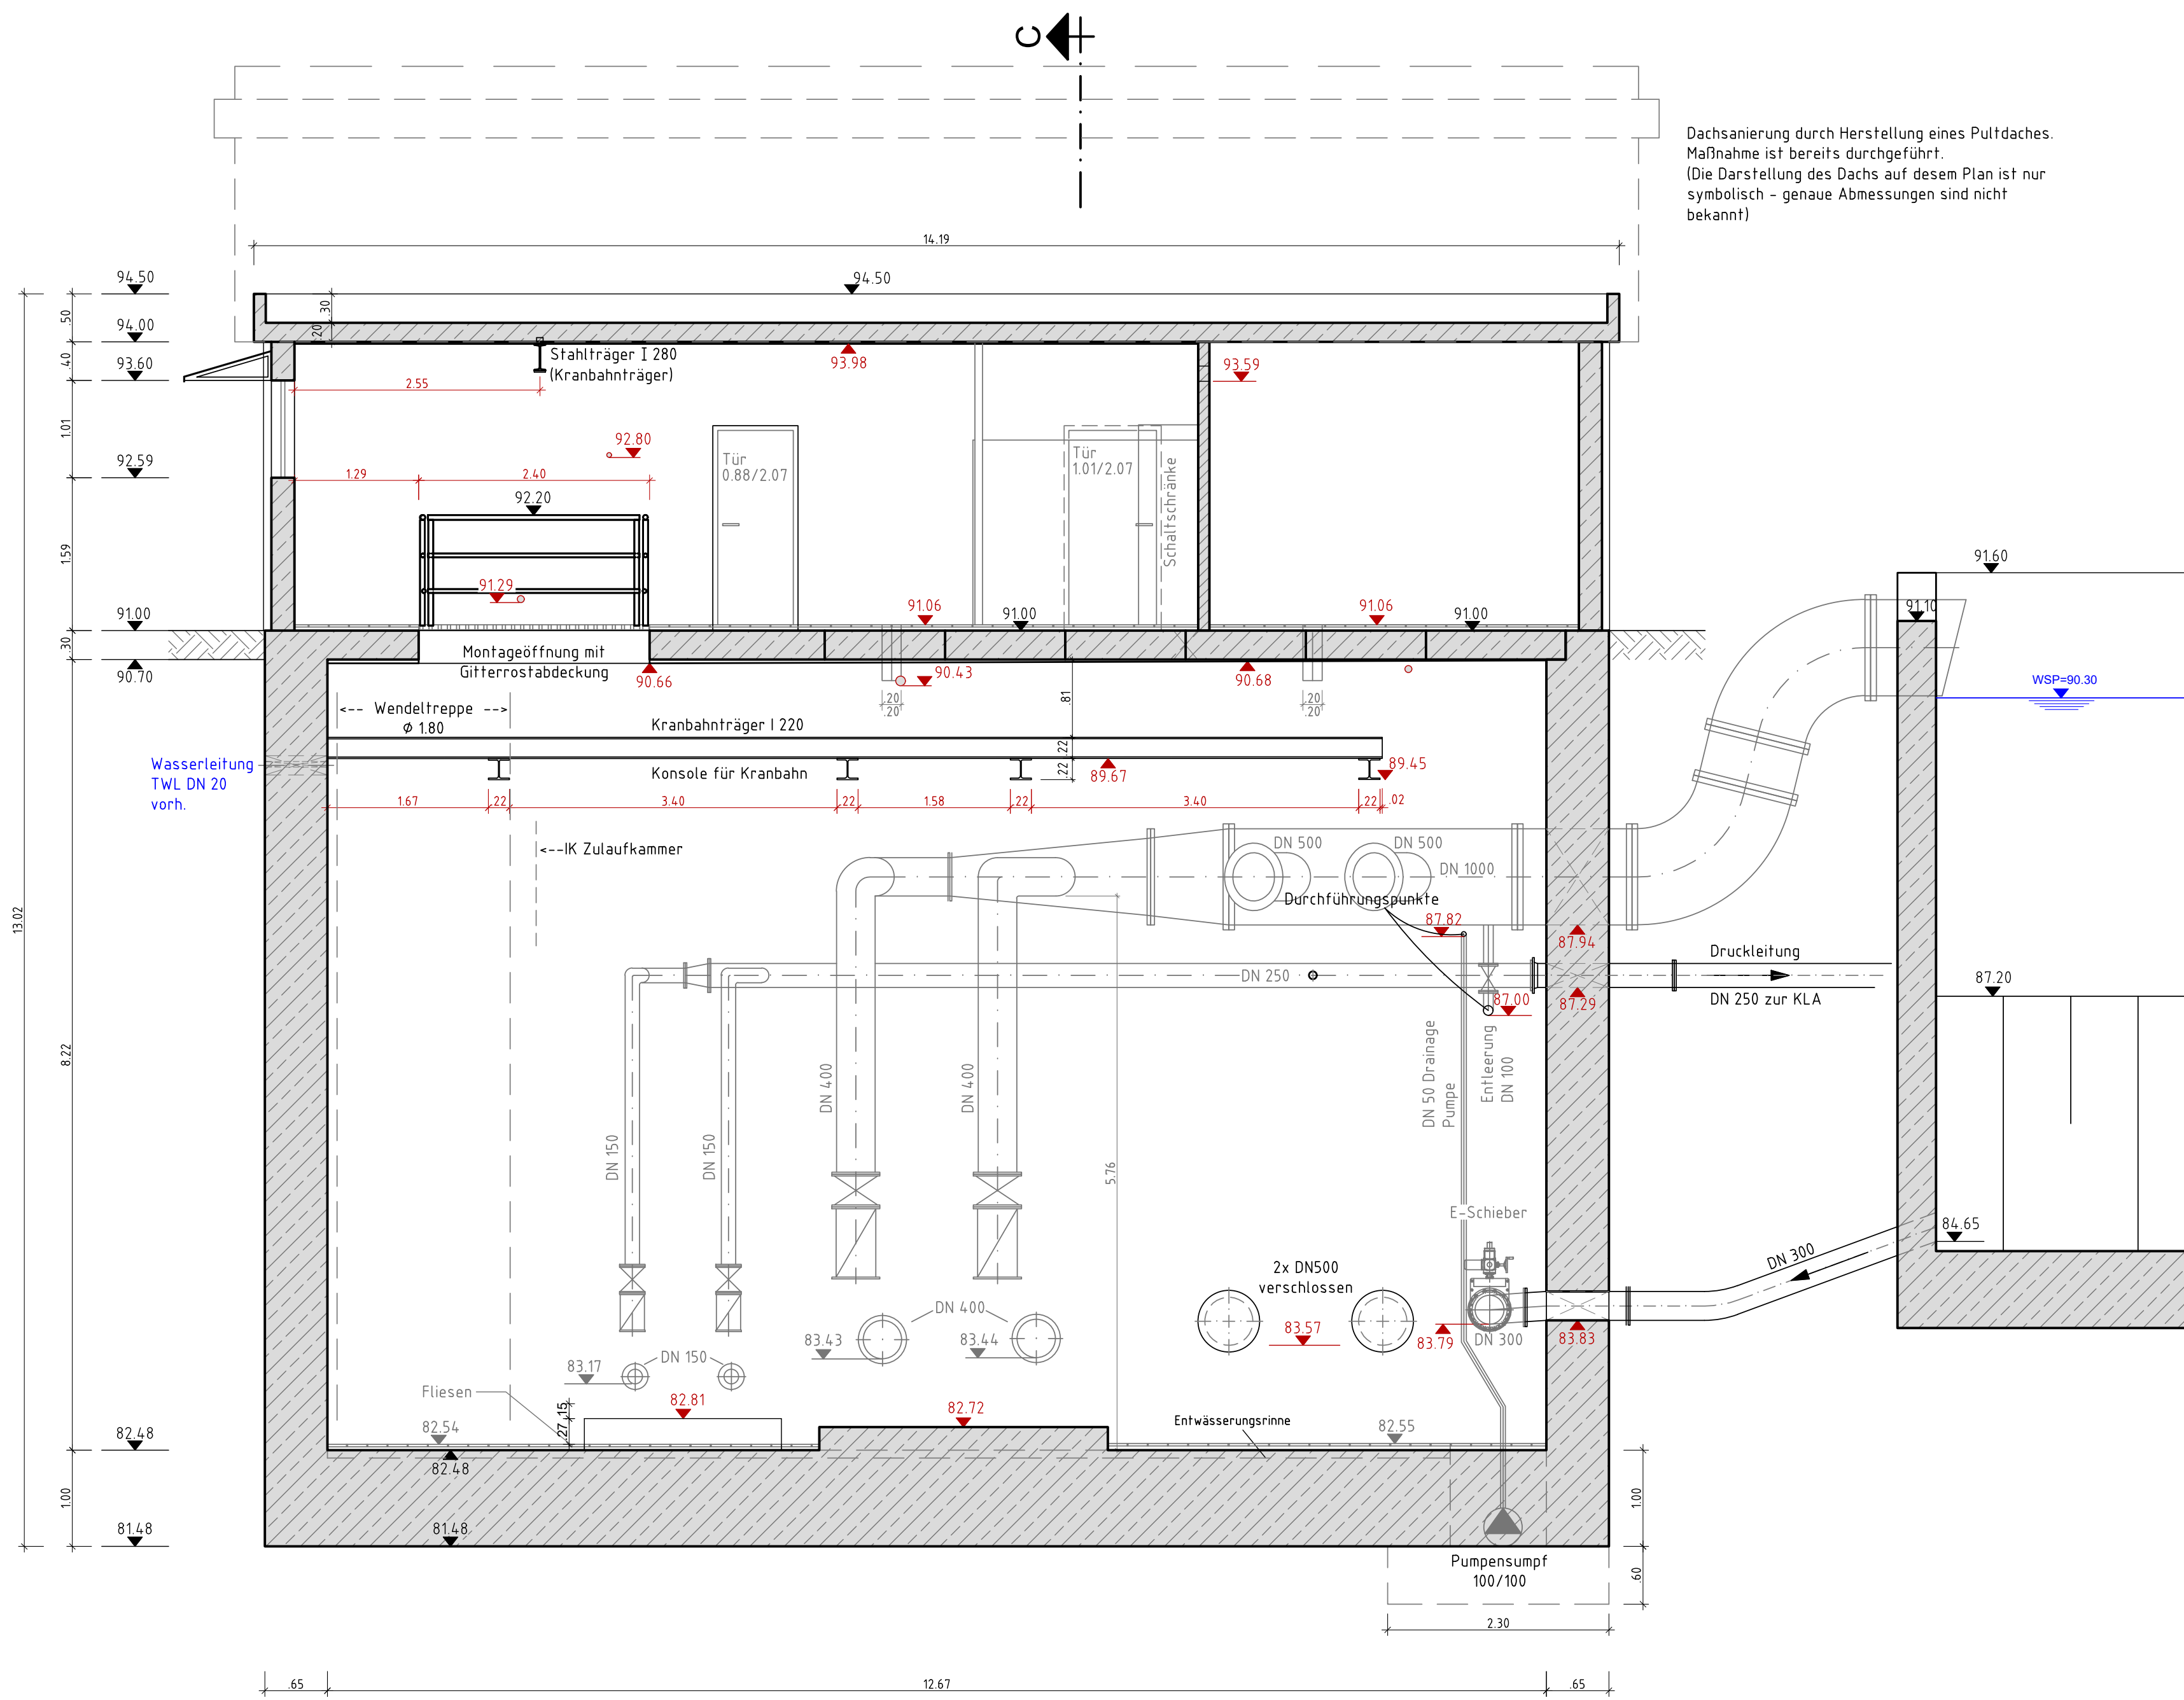 C
Dachsanierung durch Herstellung eines Pultdaches.
Maßnahme ist bereits durchgeführt.
(Die Darstellung des Dachs auf desem Plan ist nur
symbolisch - genaue Abmessungen sind nicht
bekannt)
14.19
94.50
94.50
.30
.50
.20
94.00
Stahlträger I 280
(Kranbahnträger)
93.98
93.59
.40
93.60
2.55
1.01
92.80
Tür
0.88/2.07
Tür
1.01/2.07
Schaltschränke
92.59
1.29
2.40
92.20
1.59
91.29
91.60
91.00
91.06
91.00
91.06
91.00
91.10
.30
90.70
Montageöffnung mit
Gitterrostabdeckung
90.66
90.43
90.68
WSP=90.30
.20
.20
.20
.20
.81
<-- Wendeltreppe -->
Ø 1.80
Kranbahnträger I 220
Wasserleitung
TWL DN 20
vorh.
Konsole für Kranbahn
.22
.22
89.67
89.45
1.67
.22
3.40
.22
1.58
.22
3.40
.22
.02
<--IK Zulaufkammer
DN 500
DN 500
DN 1000
Durchführungspunkte
13.02
87.82
87.94
Druckleitung
DN 250
87.00
87.29
DN 250 zur KLA
87.20
8.22
DN 400
DN 400
DN 50 Drainage
Pumpe
Entleerung
DN 100
DN 150
DN 150
5.76
E-Schieber
84.65
DN 300
2x DN500
verschlossen
DN 400
83.43
83.44
83.57
83.79
DN 300
83.83
83.17
DN 150
Fliesen
82.81
82.72
.15
.27
Entwässerungsrinne
82.54
82.55
82.48
82.48
1.00
1.00
81.48
81.48
Pumpensumpf
100/100
.60
2.30
.65
12.67
.65